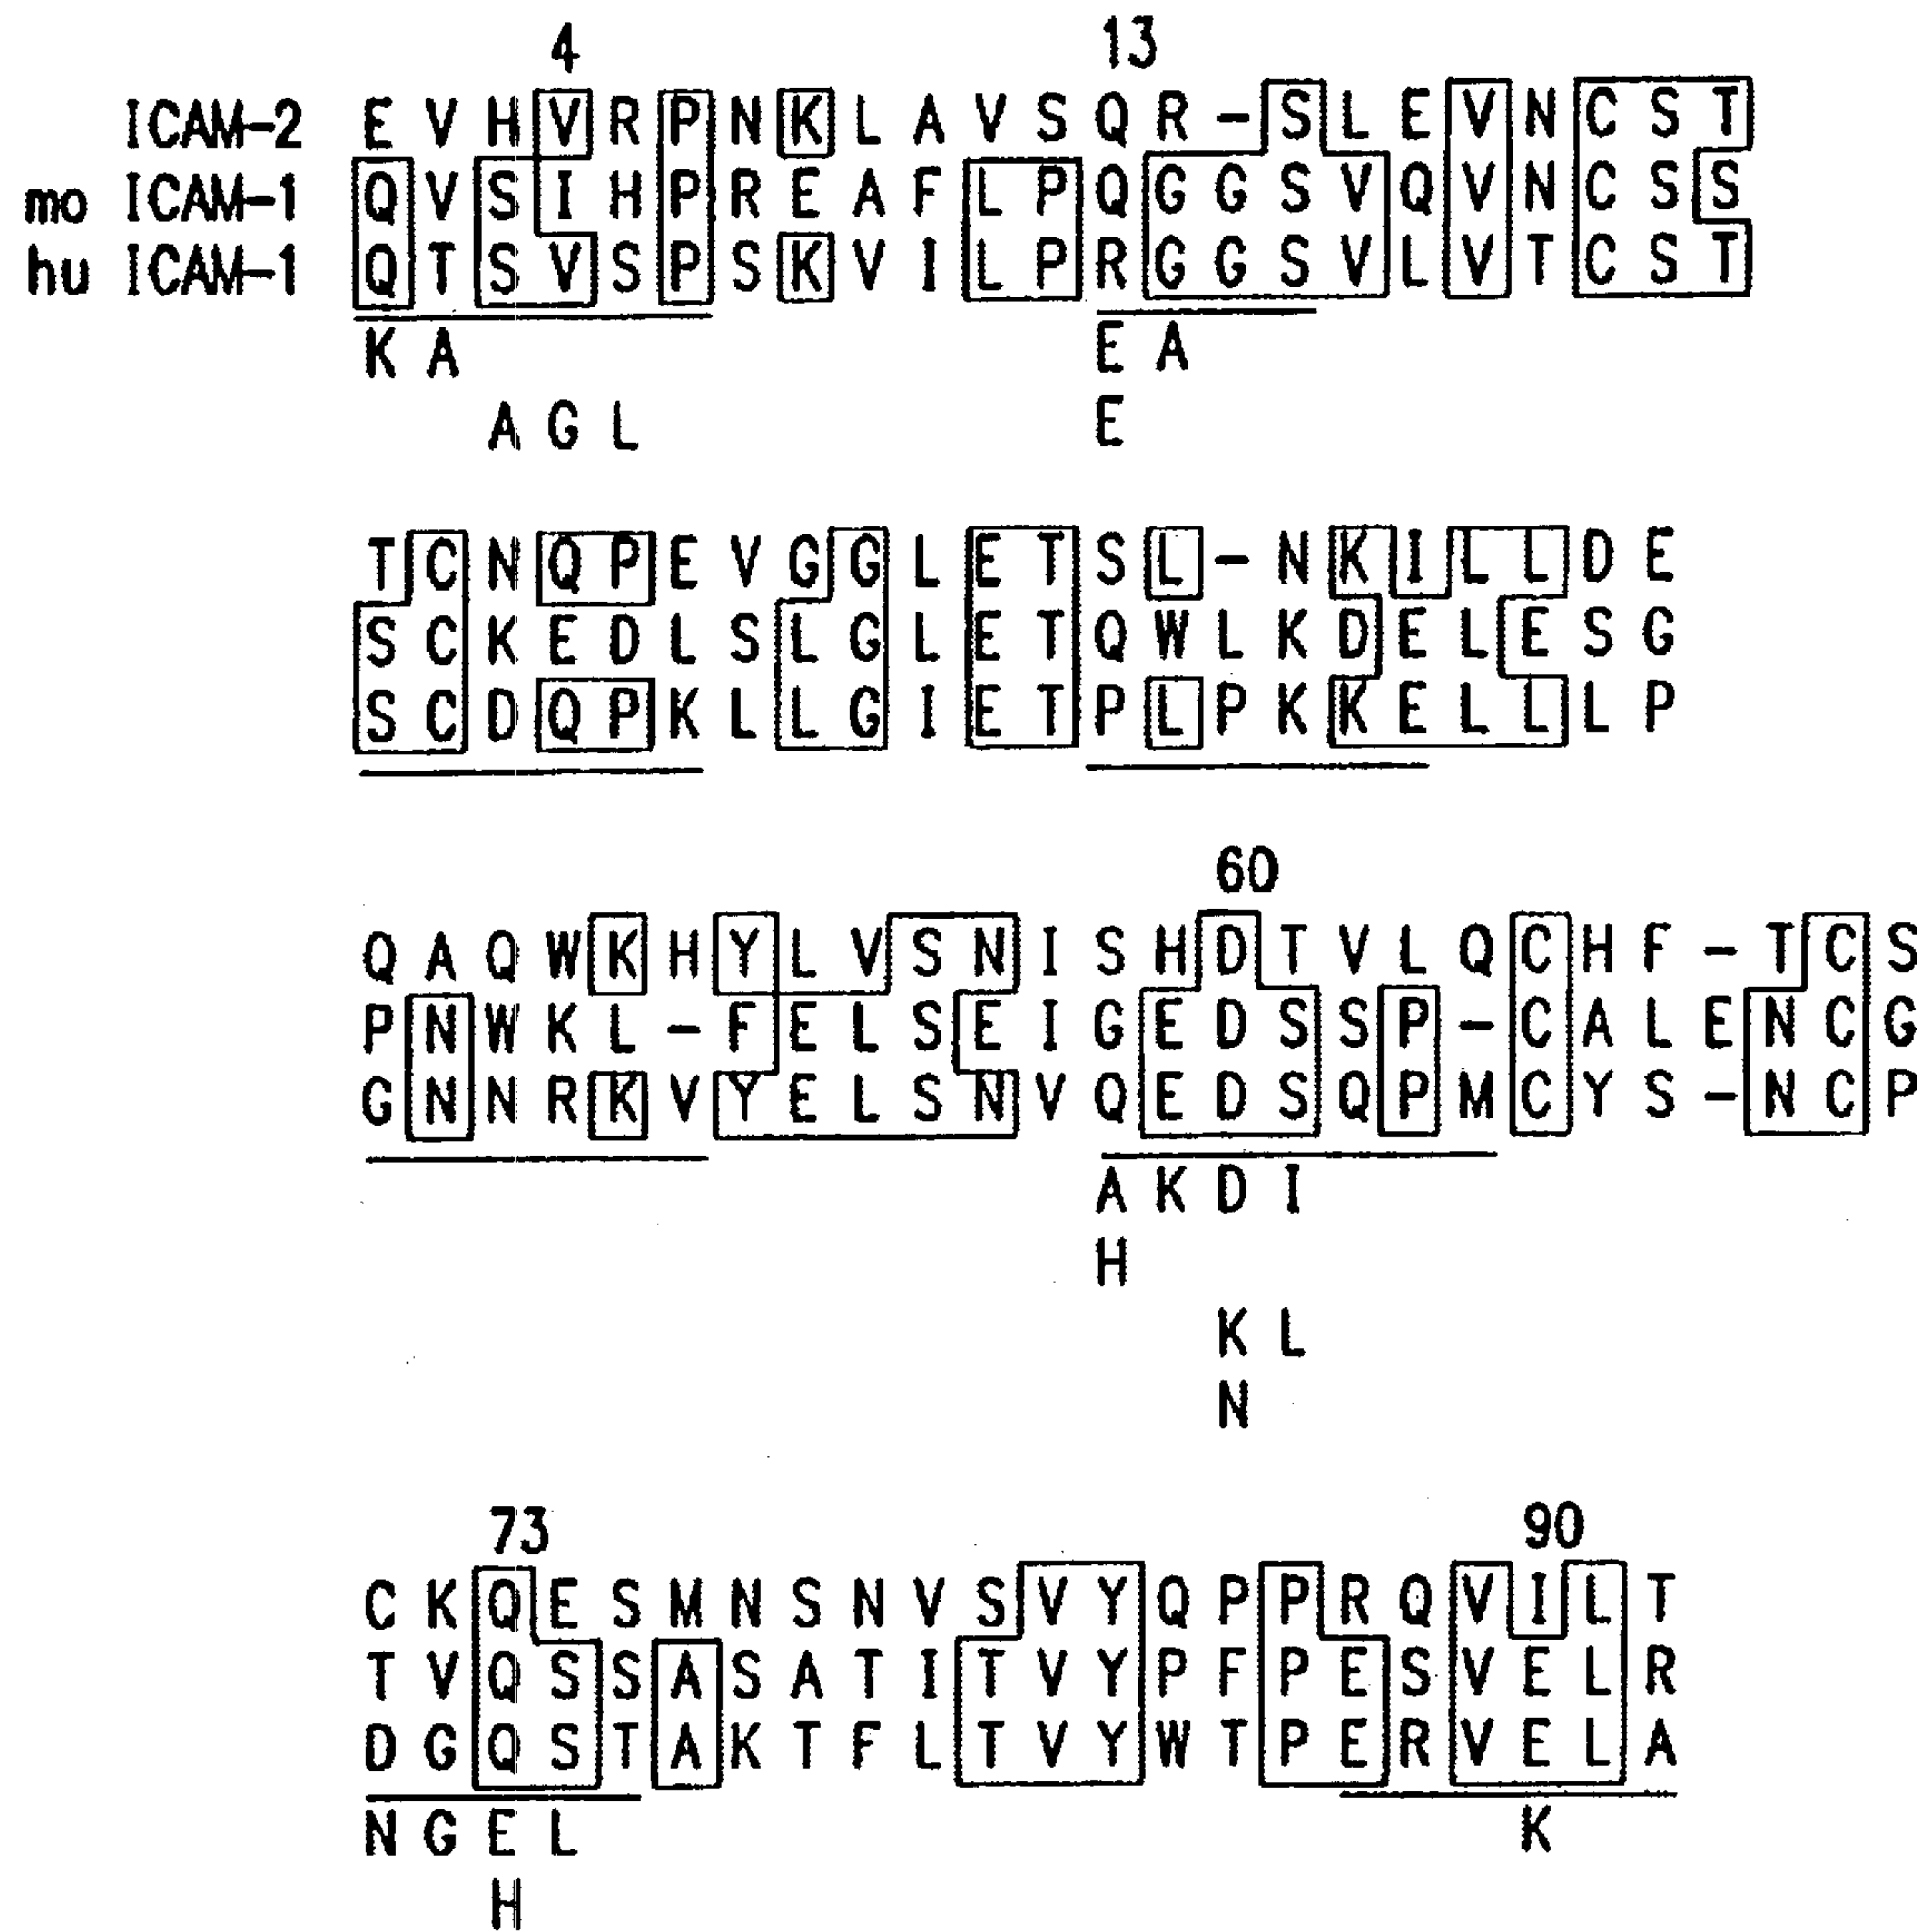 4 13
ICAM-2 E V H V R P N K L A V S Q R - S L E V N C S T
mo ICAM-1 Q V S I H P R E A F L P Q G G S V Q V N C S S
hu ICAM-1 Q T S V S P S K V I L P R G G S V L V T C S T
K A E A
A G L E
T C N Q P E V G G L E T S L - N K I L L D E
S C K E D L S L G L E T Q W L K D E L E S G
S C D Q P K L L G I E T P L P K K E L L L P
60
Q A Q W K H Y L V S N I S H D T V L Q C H F - T C S
P N W K L - F E L S E I G E D S S P - C A L E N C G
G N N R K V Y E L S N V Q E D S Q P M C Y S - N C P
A K D I
H
K L
N
73 90
C K Q E S M N S N V S V Y Q P P R Q V I L T
T V Q S S A S A T I T V Y P F P E S V E L R
D G Q S T A K T F L T V Y W T P E R V E L A
N G E L K
H